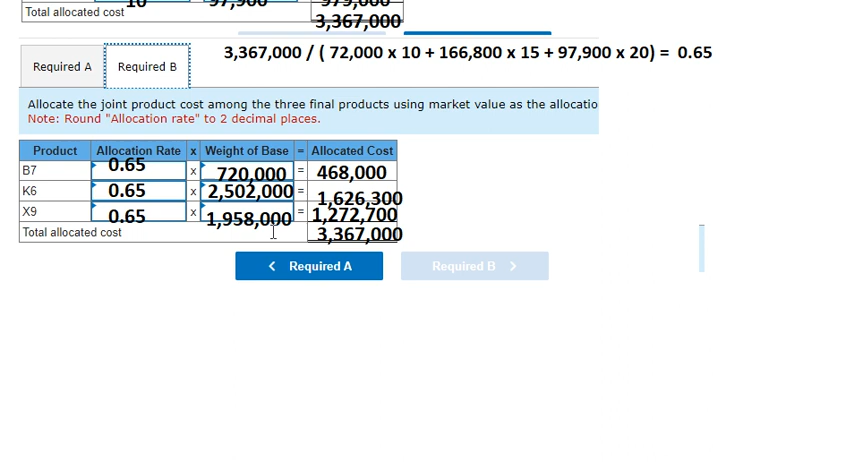 Total allocated cost 3,367,000
3,367,000 / ( 72,000 x 10 + 166,800 x 15 + 97,900 x 20) = 0.65
Required A Required B
Allocate the joint product cost among the three final products using market value as the allocatio
Note: Round "Allocation rate" to 2 decimal places.
Product Allocation Rate x Weight of Base = Allocated Cost
B7 0.65 x 720,000 = 468,000
K6 0.65 x 2,502,000 = 1,626,300
X9 0.65 x 1,958,000 = 1,272,700
Total allocated cost 3,367,000
< Required A Required B >